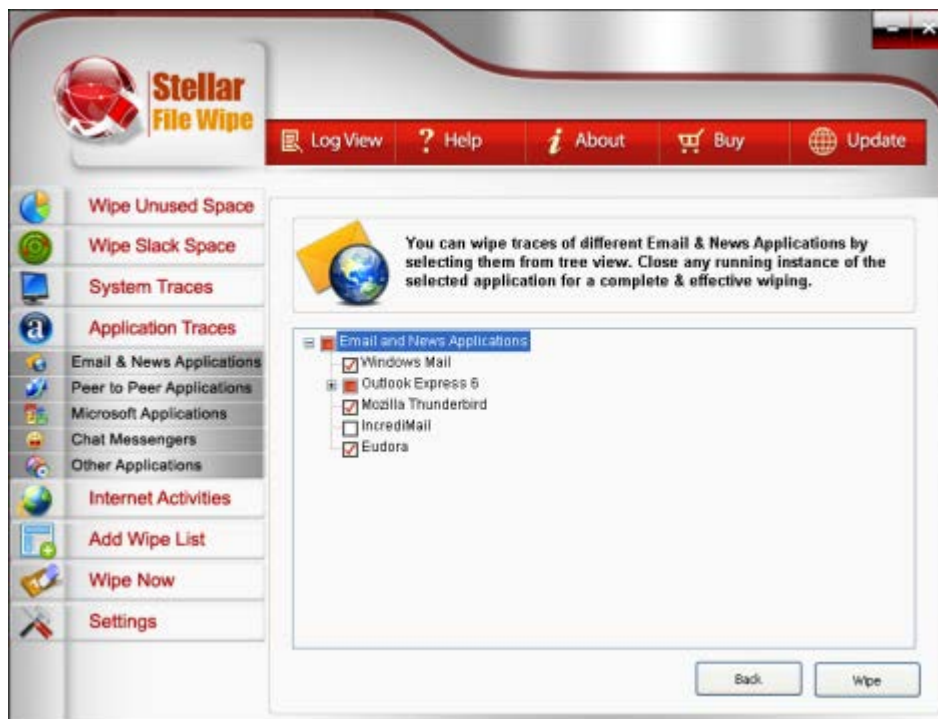 Stellar
File Wipe
Log View
? Help
i About
Buy
Update
Wipe Unused Space
Wipe Slack Space
System Traces
Application Traces
Email & News Applications
Peer to Peer Applications
Microsoft Applications
Chat Messengers
Other Applications
Internet Activities
Add Wipe List
Wipe Now
Settings
You can wipe traces of different Email & News Applications by
selecting them from tree view. Close any running instance of the
selected application for a complete & effective wiping.
Email and News Applications
Windows Mail
Outlook Express 6
Mozilla Thunderbird
IncrediMail
Eudora
Back
Wipe